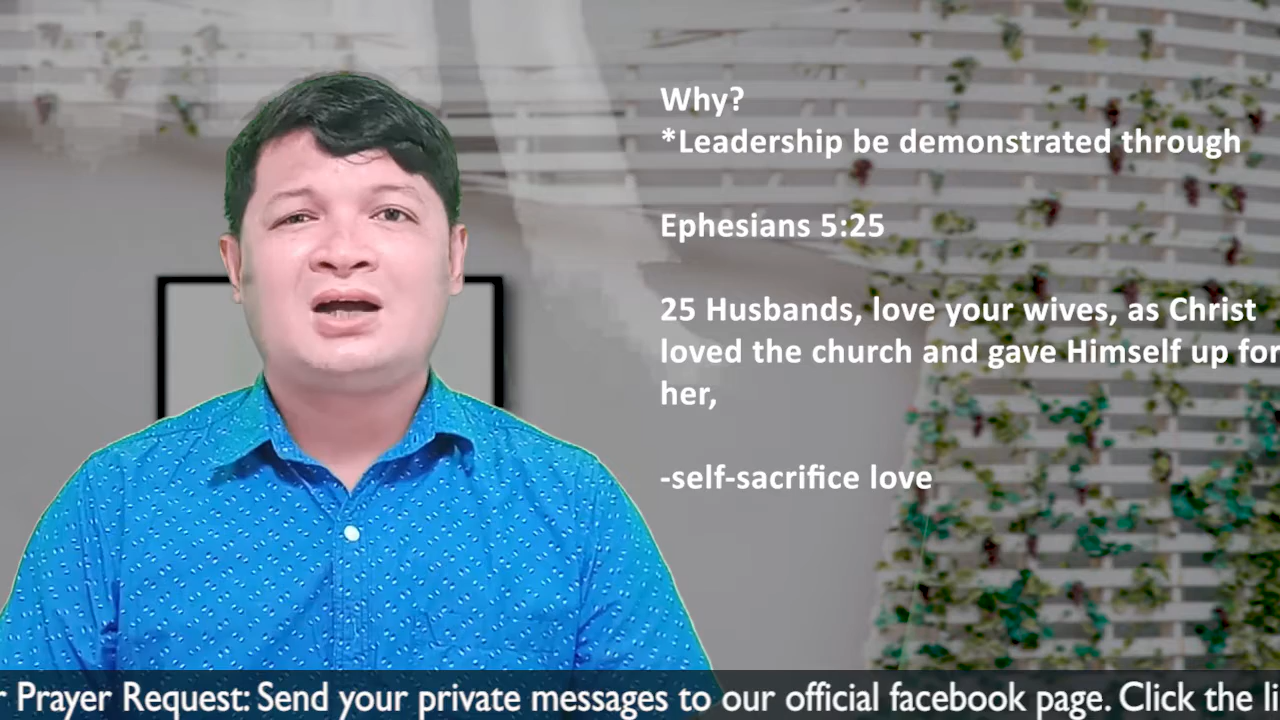 Why?
*Leadership be demonstrated through
Ephesians 5:25
25 Husbands, love your wives, as Christ
loved the church and gave Himself up for
her,
-self-sacrifice love
Prayer Request: Send your private messages to our official facebook page. Click the